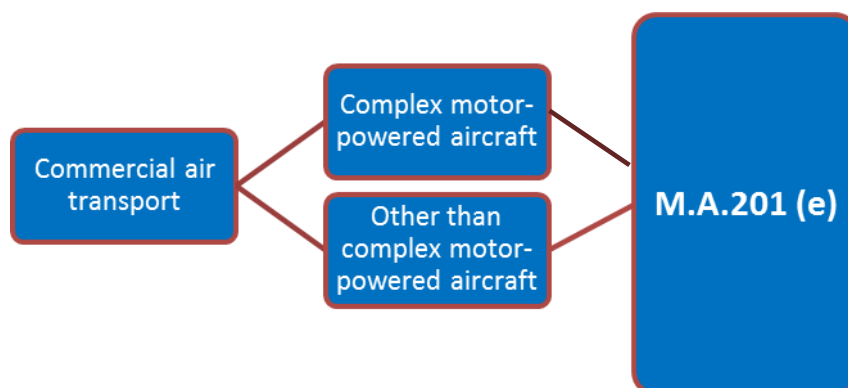 Commercial air
transport
Complex motor-
powered aircraft
Other than
complex motor-
powered aircraft
M.A.201 (e)